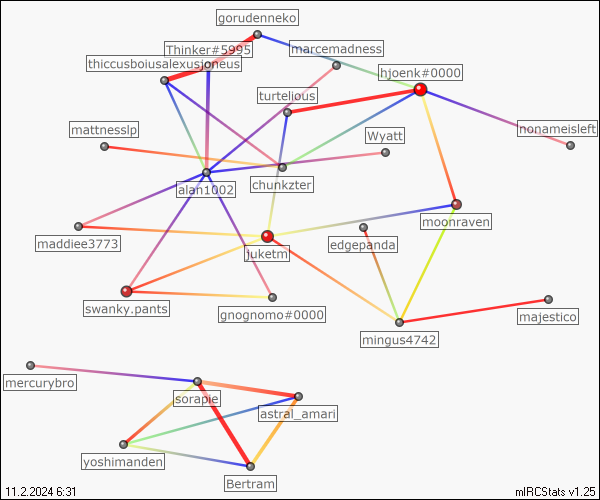 gorudenneko
Thinker#5995
marcemadness
thiccusboiusalexusjoneus
hjoenk#0000
turtelious
mattnesslp
Wyatt
nonameisleft
alan1002
chunkzter
moonraven
maddiee3773
juketm
edgepanda
swanky.pants
gnognomo#0000
majestico
mingus4742
mercurybro
sorapie
astral_amari
yoshimanden
Bertram
11.2.2024 6:31
mIRCStats v1.25